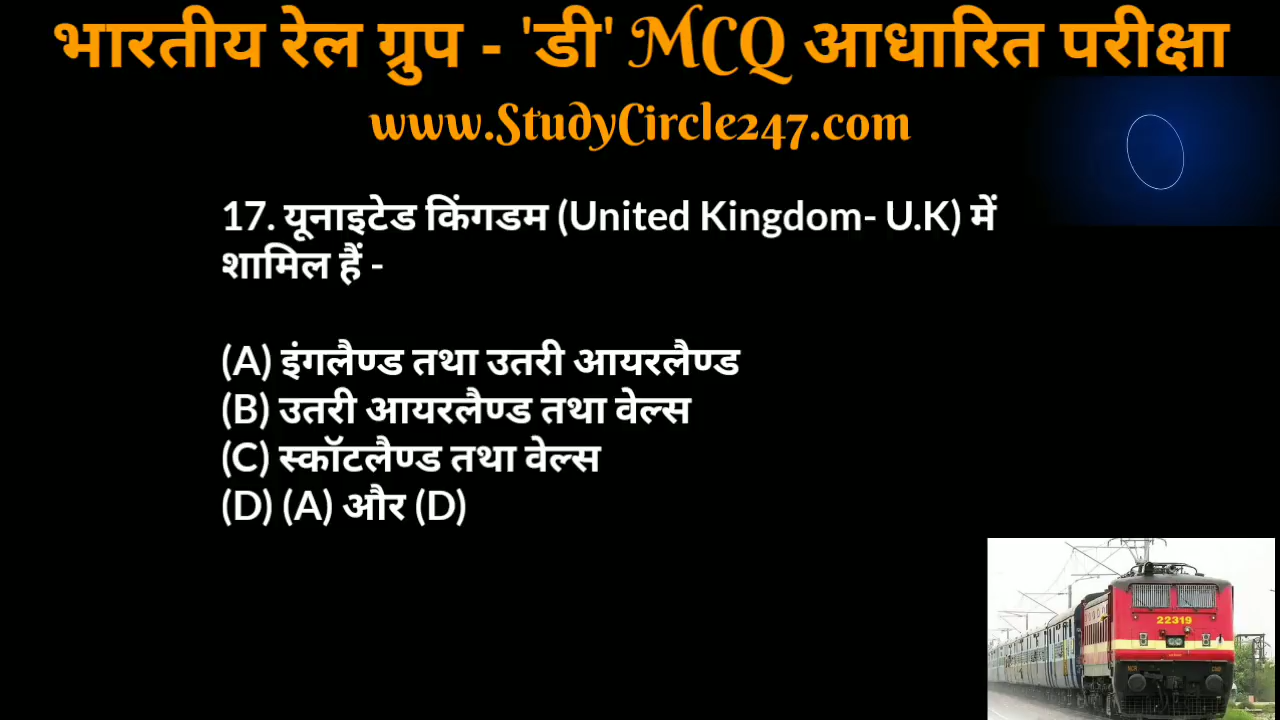 भारतीय रेल ग्रुप - 'डी' MCQ आधारित परीक्षा
www.StudyCircle247.com
17. यूनाइटेड किंगडम (United Kingdom- U.K) में
शामिल हैं -
(A) इंगलैण्ड तथा उतरी आयरलैण्ड
(B) उतरी आयरलैण्ड तथा वेल्स
(C) स्कॉटलैण्ड तथा वेल्स
(D) (A) और (D)
22319